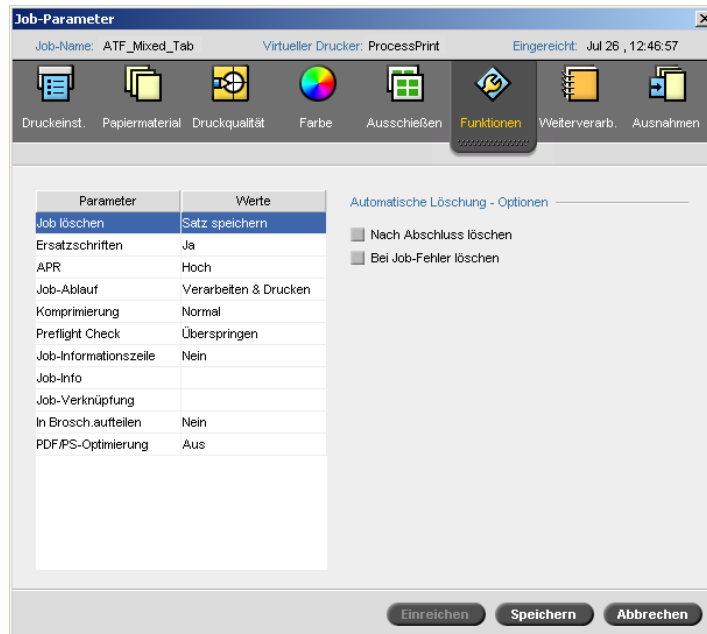 Job-Parameter
Job-Name: ATF_Mixed_Tab Virtueller Drucker: ProcessPrint Eingereicht: Jul 26 , 12:46:57
Druckeinst. Papiermaterial Druckqualität Farbe Ausschießen Funktionen Weiterverarb. Ausnahmen
Parameter Werte
Job löschen Satz speichern
Ersatzschriften Ja
APR Hoch
Job-Ablauf Verarbeiten & Drucken
Komprimierung Normal
Preflight Check Überspringen
Job-Informationszeile Nein
Job-Info
Job-Verknüpfung
In Brosch.aufteilen Nein
PDF/PS-Optimierung Aus
Automatische Löschung - Optionen
Nach Abschluss löschen
Bei Job-Fehler löschen
Einreichen Speichern Abbrechen